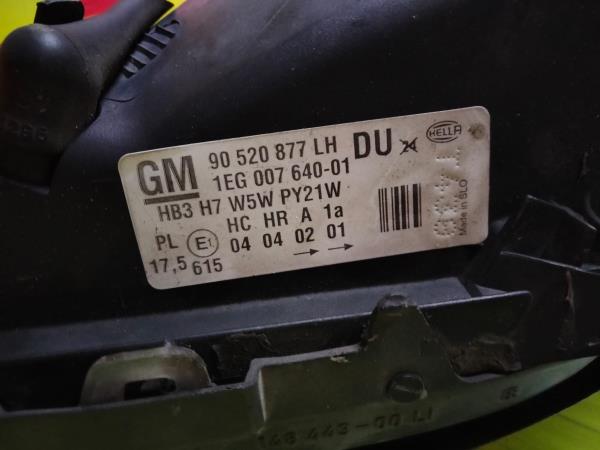 GM 90 520 877 LH DU HELLA
1EG 007 640-01
HB3 H7 W5W PY21W
HC HR A 1a
PL E1 04 04 02 01
17,5 615 → →
Made in SLO